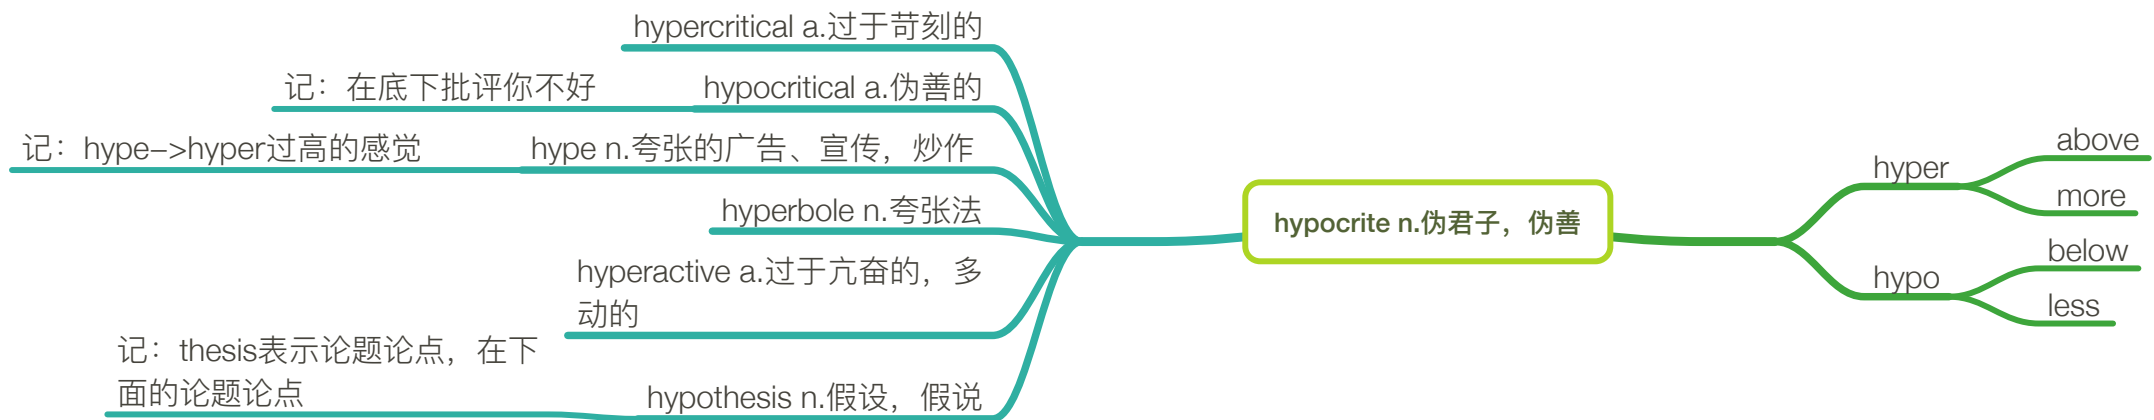 hypercritical a.过于苛刻的
记：在底下批评你不好
hypocritical a.伪善的
记：hype->hyper过高的感觉
hype n.夸张的广告、宣传，炒作
hyperbole n.夸张法
hyperactive a.过于亢奋的，多
动的
记：thesis表示论题论点，在下
面的论题论点
hypothesis n.假设，假说
hypocrite n.伪君子，伪善
hyper
above
more
hypo
below
less